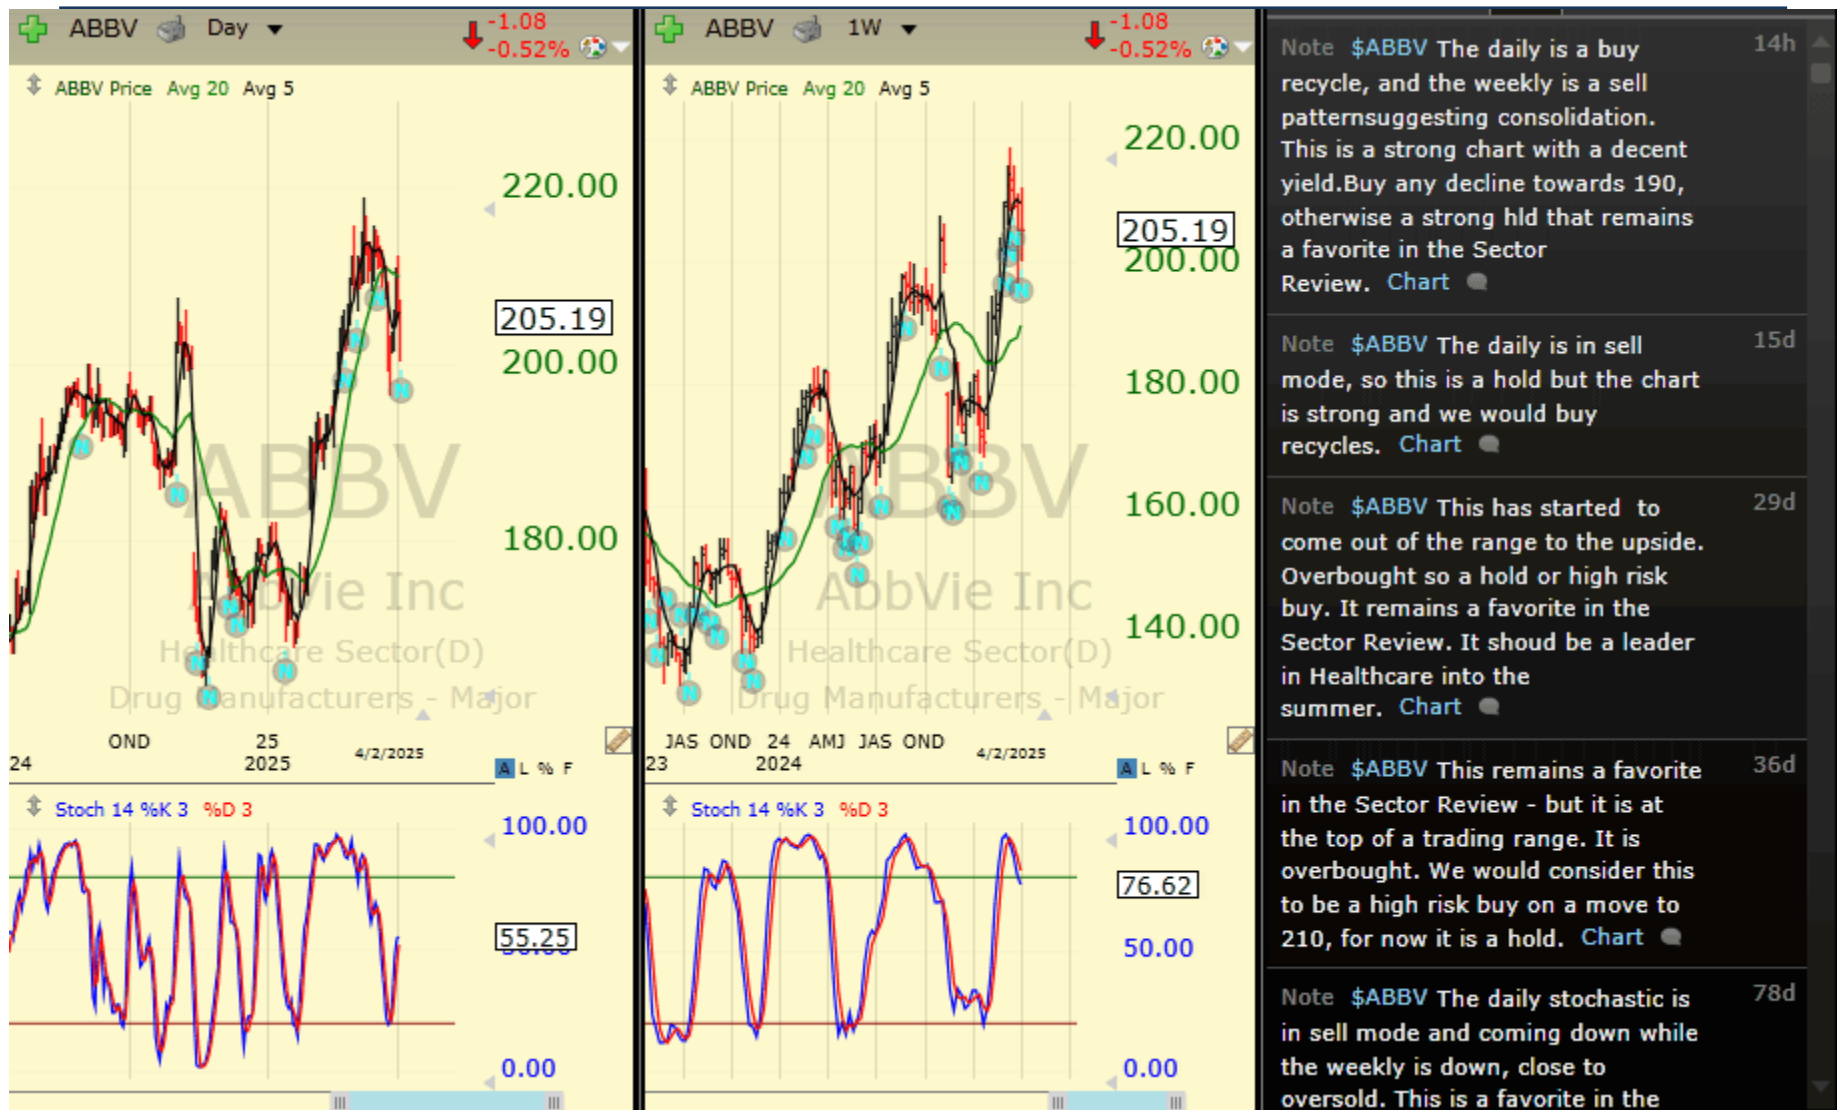 ABBV Day
-1.08
-0.52%
ABBV Price Avg 20 Avg 5
220.00
205.19
200.00
180.00
ABBV
AbbVie Inc
Healthcare Sector(D)
Drug Manufacturers - Major
OND 25
24 2025 4/2/2025
A L % F
Stoch 14 %K 3 %D 3
100.00
55.25
50.00
0.00
ABBV 1W
-1.08
-0.52%
ABBV Price Avg 20 Avg 5
220.00
205.19
200.00
180.00
160.00
140.00
ABBV
AbbVie Inc
Healthcare Sector(D)
Drug Manufacturers - Major
JAS OND 24 AMJ JAS OND
23 2024 4/2/2025
A L % F
Stoch 14 %K 3 %D 3
100.00
76.62
50.00
0.00
Note $ABBV The daily is a buy 14h
recycle, and the weekly is a sell
patternsuggesting consolidation.
This is a strong chart with a decent
yield.Buy any decline towards 190,
otherwise a strong hld that remains
a favorite in the Sector
Review. Chart
Note $ABBV The daily is in sell 15d
mode, so this is a hold but the chart
is strong and we would buy
recycles. Chart
Note $ABBV This has started to 29d
come out of the range to the upside.
Overbought so a hold or high risk
buy. It remains a favorite in the
Sector Review. It shoud be a leader
in Healthcare into the
summer. Chart
Note $ABBV This remains a favorite 36d
in the Sector Review - but it is at
the top of a trading range. It is
overbought. We would consider this
to be a high risk buy on a move to
210, for now it is a hold. Chart
Note $ABBV The daily stochastic is 78d
in sell mode and coming down while
the weekly is down, close to
oversold. This is a favorite in the